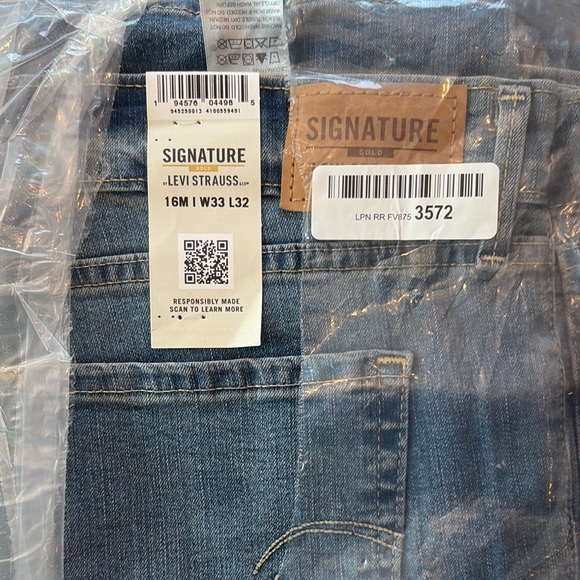 1 94576 04498 5
945250013 4100559491
SIGNATURE
GOLD
BY LEVI STRAUSS & CO.
16M | W33 L32
RESPONSIBLY MADE
SCAN TO LEARN MORE
SIGNATURE
GOLD
LPN RR FV875 3572